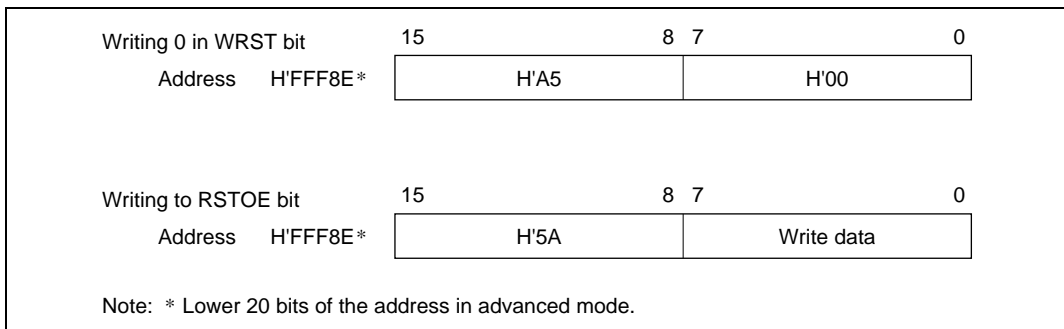 Writing 0 in WRST bit 15 8 7 0
Address H'FFF8E* H'A5 H'00
Writing to RSTOE bit 15 8 7 0
Address H'FFF8E* H'5A Write data
Note: * Lower 20 bits of the address in advanced mode.